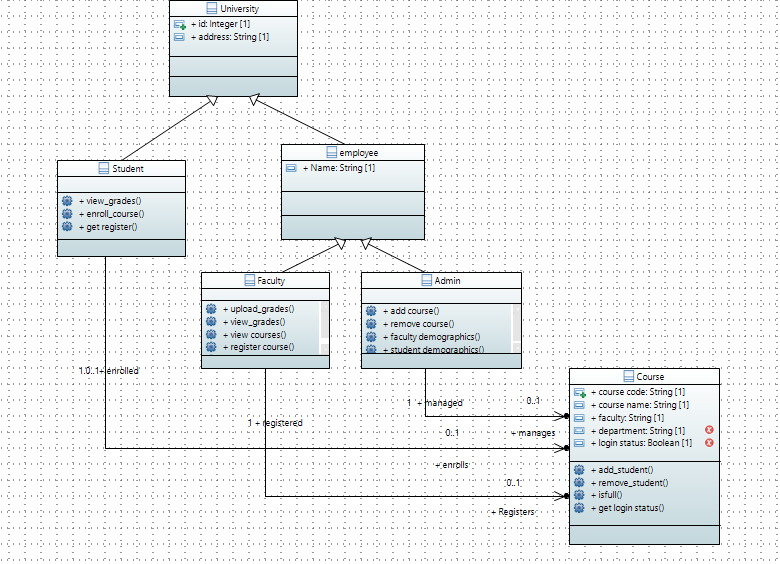 University
+ id: Integer [1]
+ address: String [1]
Student
+ view_grades()
+ enroll_course()
+ get register()
employee
+ Name: String [1]
Faculty
+ upload_grades()
+ view_grades()
+ view courses()
+ register course()
Admin
+ add course()
+ remove course()
+ faculty demographics()
+ student demographics()
Course
+ course code: String [1]
+ course name: String [1]
+ faculty: String [1]
+ department: String [1]
+ login status: Boolean [1]
+ add_student()
+ remove_student()
+ isfull()
+ get login status()
1.0..1+ enrolled
1 + managed
0..1
1 + registered
0..1
+ manages
+ enrolls
0..1
+ Registers